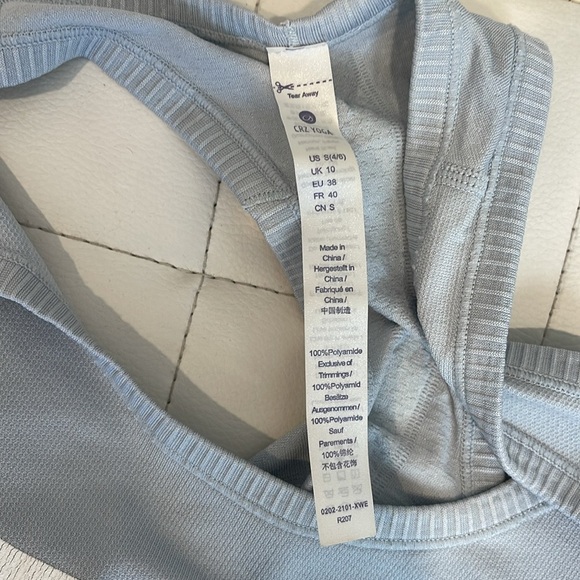 Tear Away
CRZ YOGA
US S(4/6)
UK 10
EU 38
FR 40
CN S
Made in
China/
Hergestellt in
China/
Fabriqué en
China/
中国制造
100%Polyamide
Exclusive of
Trimmings/
100%Polyamid
Besätze
Ausgenommen/
100%Polyamide
Sauf
Parements/
100%锦纶
不包含花饰
0202-2101-XWE
R207